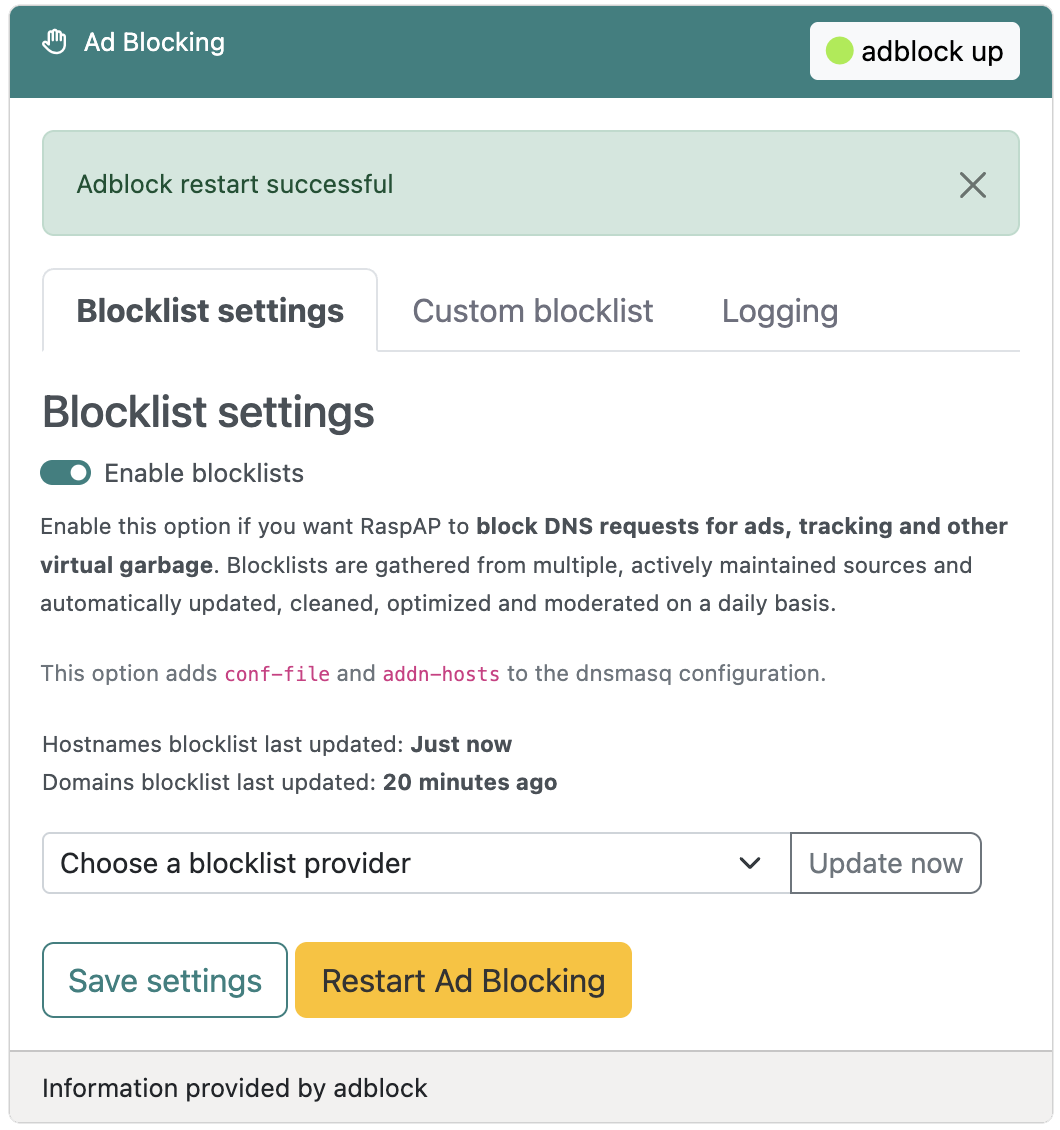 Ad Blocking
adblock up
Adblock restart successful
Blocklist settings
Custom blocklist
Logging
Blocklist settings
Enable blocklists
Enable this option if you want RaspAP to block DNS requests for ads, tracking and other
virtual garbage. Blocklists are gathered from multiple, actively maintained sources and
automatically updated, cleaned, optimized and moderated on a daily basis.
This option adds conf-file and addn-hosts to the dnsmasq configuration.
Hostnames blocklist last updated: Just now
Domains blocklist last updated: 20 minutes ago
Choose a blocklist provider
Update now
Save settings
Restart Ad Blocking
Information provided by adblock